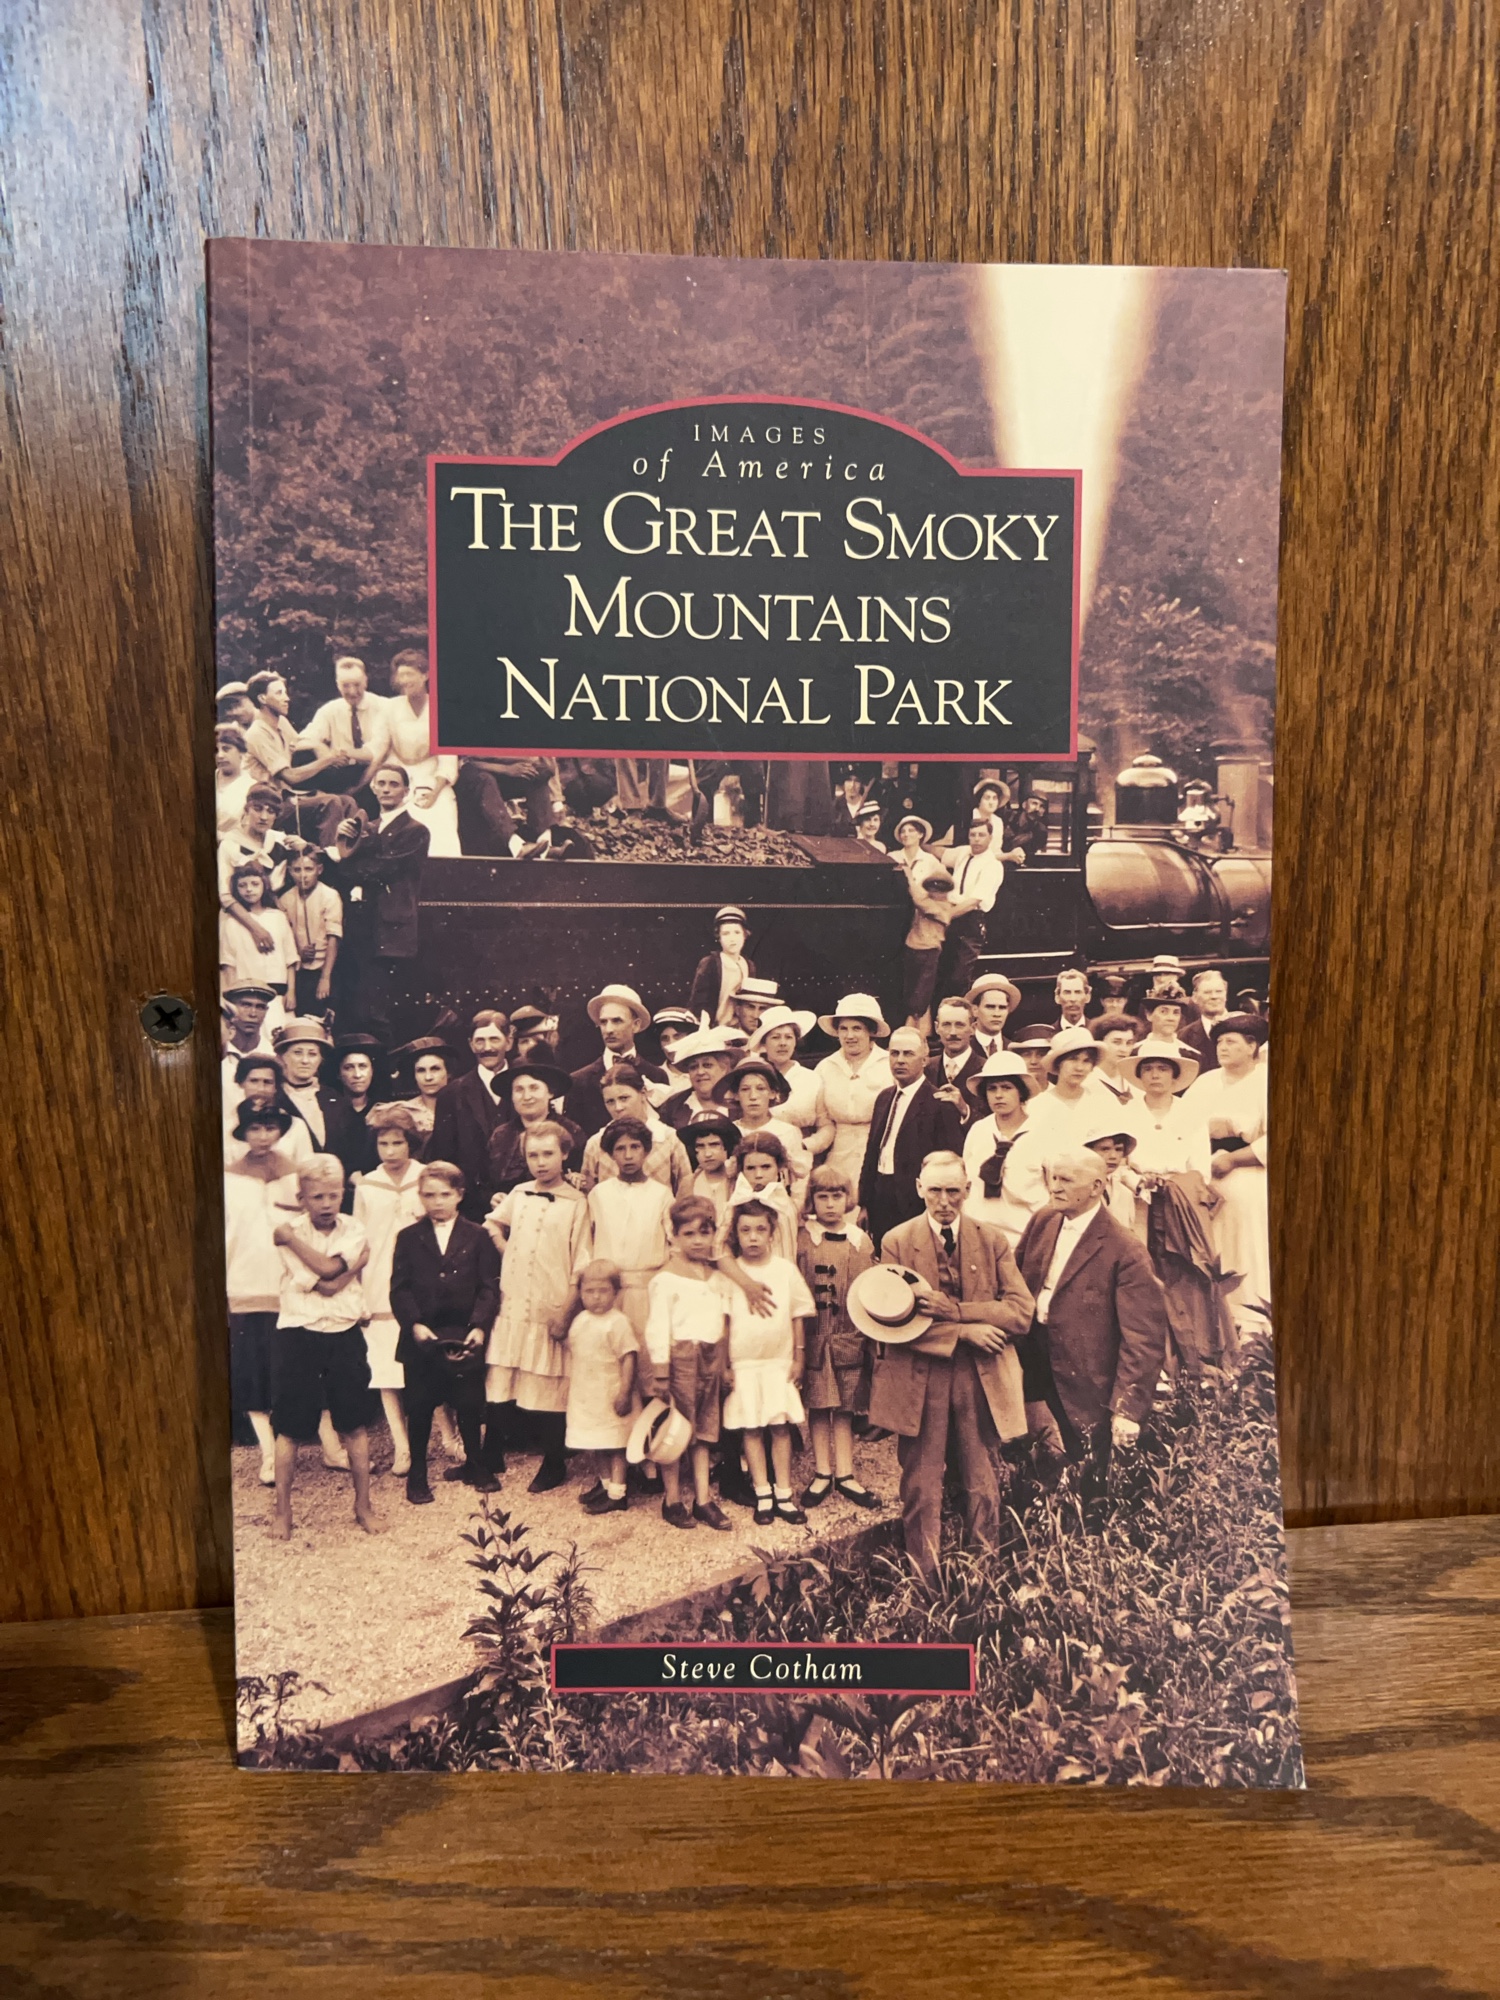 IMAGES
of America
THE GREAT SMOKY
MOUNTAINS
NATIONAL PARK
Steve Cotham